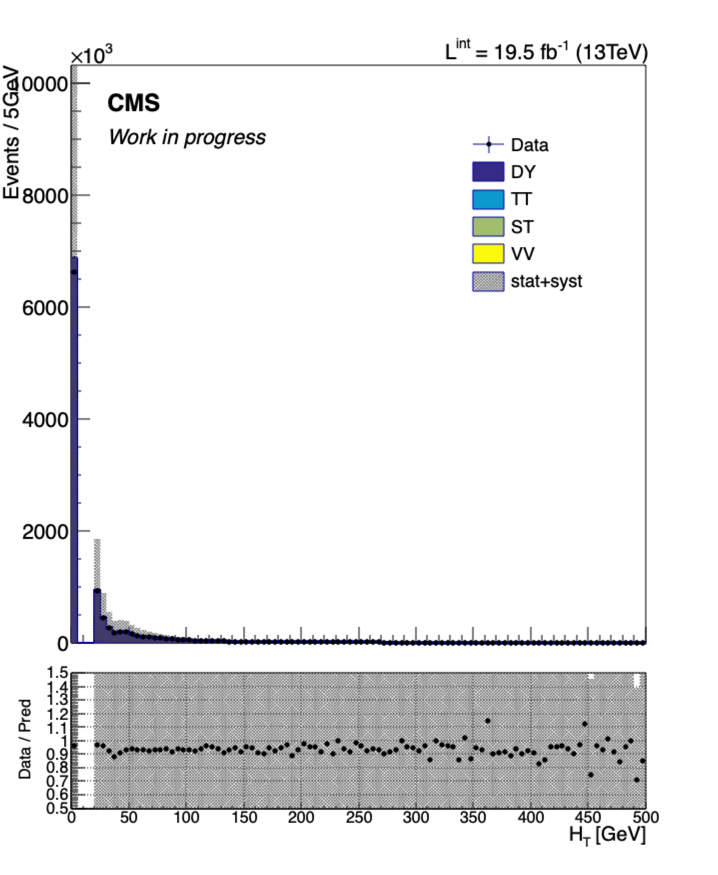 ×10³
L^int = 19.5 fb⁻¹ (13TeV)
Events / 5GeV
10000
8000
6000
4000
2000
0
CMS
Work in progress
Data
DY
TT
ST
VV
stat+syst
Data / Pred
1.5
1.4
1.3
1.2
1.1
1
0.9
0.8
0.7
0.6
0.5
0 50 100 150 200 250 300 350 400 450 500
H_T [GeV]